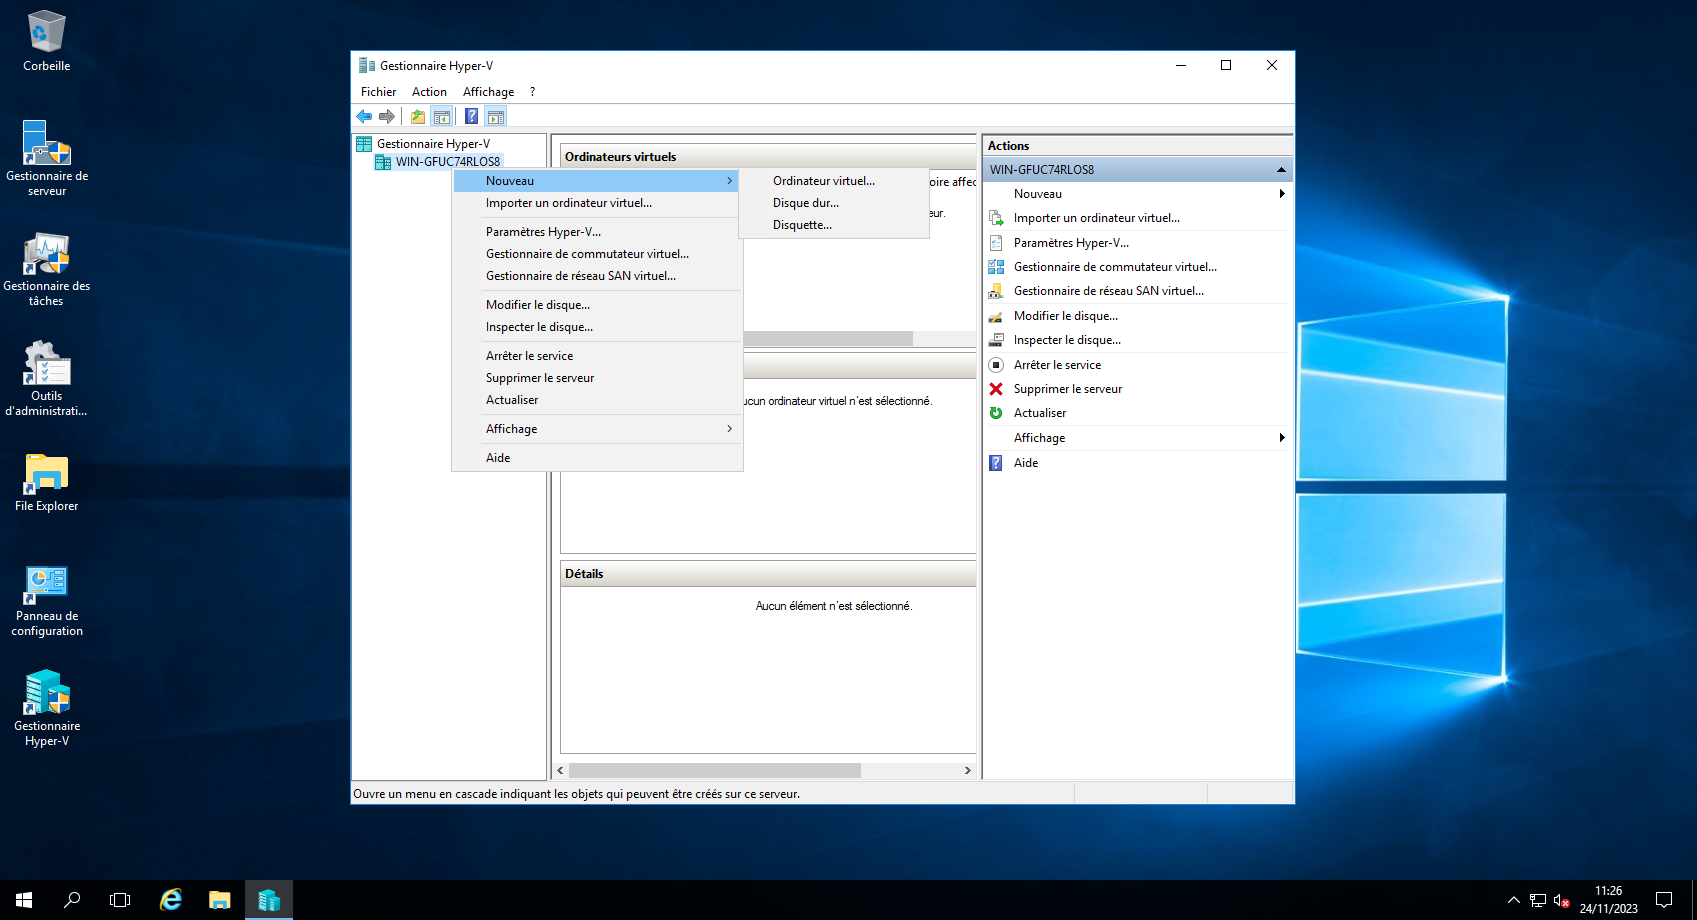 Corbeille
Gestionnaire de
serveur
Gestionnaire des
tâches
Outils
d'administrati...
File Explorer
Panneau de
configuration
Gestionnaire
Hyper-V
Gestionnaire Hyper-V
Fichier Action Affichage ?
Gestionnaire Hyper-V
WIN-GFUC74RLOS8
Ordinateurs virtuels
Nouveau
Importer un ordinateur virtuel...
Paramètres Hyper-V...
Gestionnaire de commutateur virtuel...
Gestionnaire de réseau SAN virtuel...
Modifier le disque...
Inspecter le disque...
Arrêter le service
Supprimer le serveur
Actualiser
Affichage
Aide
Ordinateur virtuel...
Disque dur...
Disquette...
oire affec
eur.
ucun ordinateur virtuel n'est sélectionné.
Détails
Aucun élément n'est sélectionné.
Actions
WIN-GFUC74RLOS8
Nouveau
Importer un ordinateur virtuel...
Paramètres Hyper-V...
Gestionnaire de commutateur virtuel...
Gestionnaire de réseau SAN virtuel...
Modifier le disque...
Inspecter le disque...
Arrêter le service
Supprimer le serveur
Actualiser
Affichage
Aide
Ouvre un menu en cascade indiquant les objets qui peuvent être créés sur ce serveur.
11:26
24/11/2023